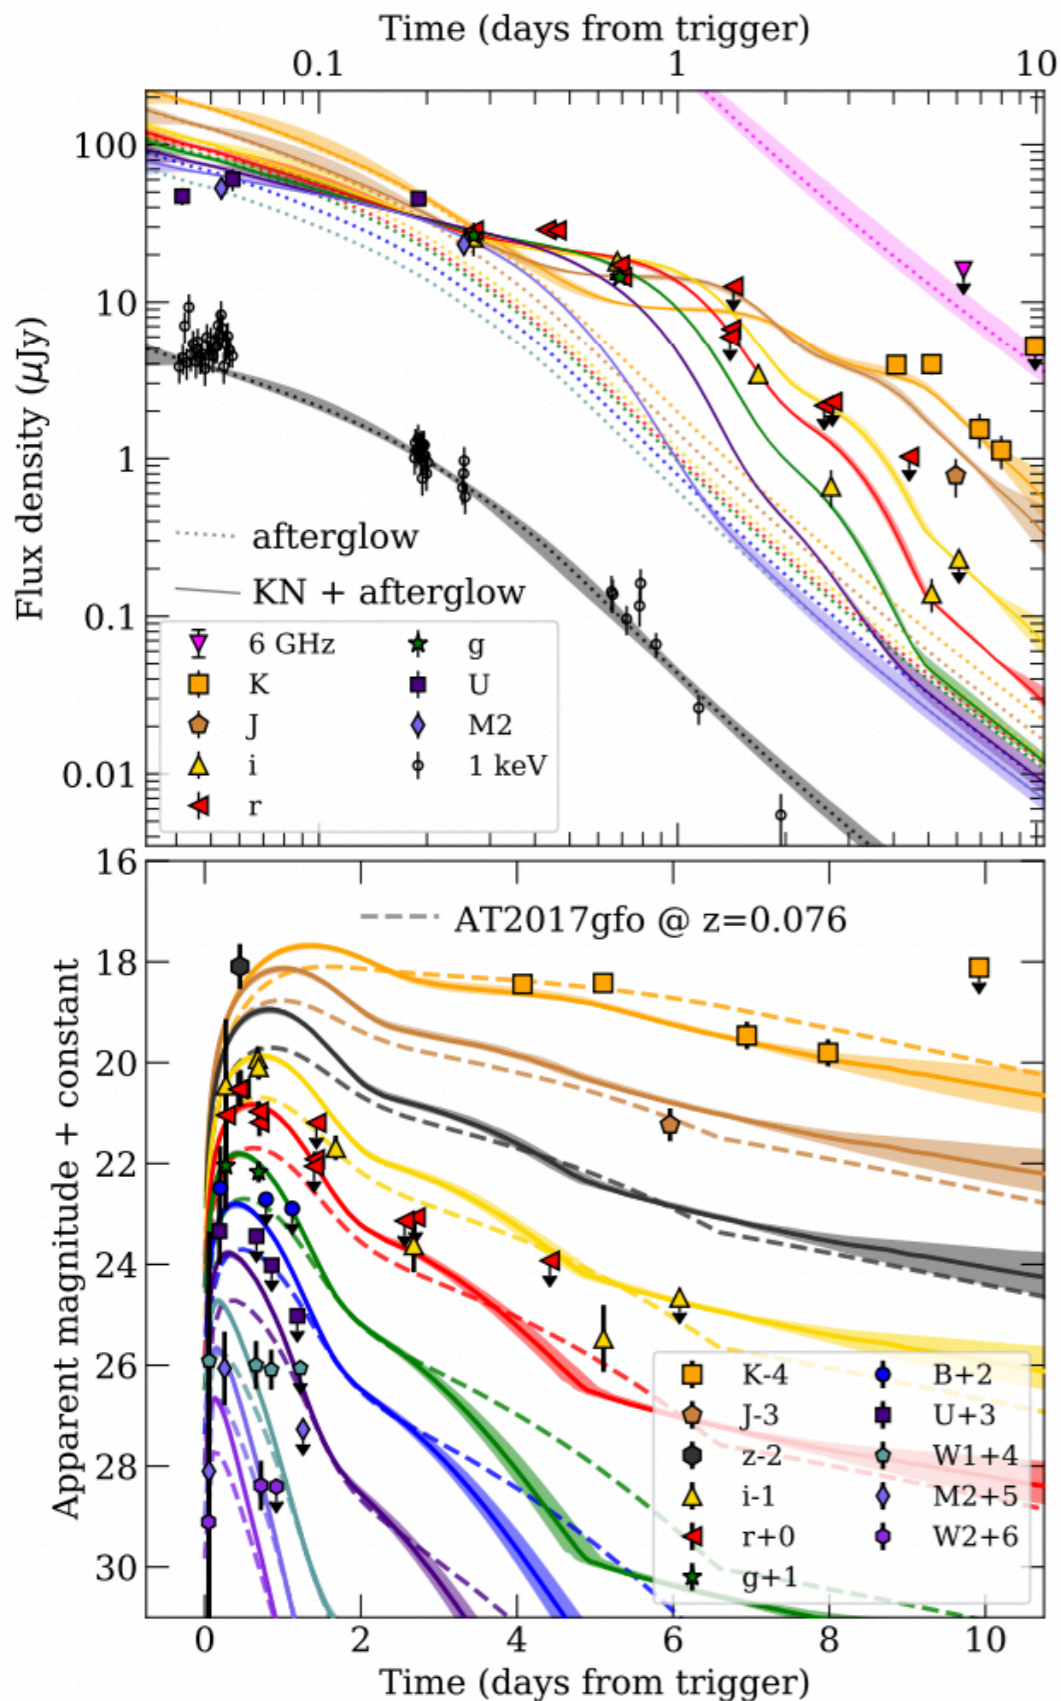 Time (days from trigger)
0.1 1 10
100
10
1
0.1
0.01
Flux density (μJy)
afterglow
KN + afterglow
6 GHz g
K U
J M2
i 1 keV
r
16
18
20
22
24
26
28
30
Apparent magnitude + constant
AT2017gfo @ z=0.076
K-4 B+2
J-3 U+3
z-2 W1+4
i-1 M2+5
r+0 W2+6
g+1
0 2 4 6 8 10
Time (days from trigger)